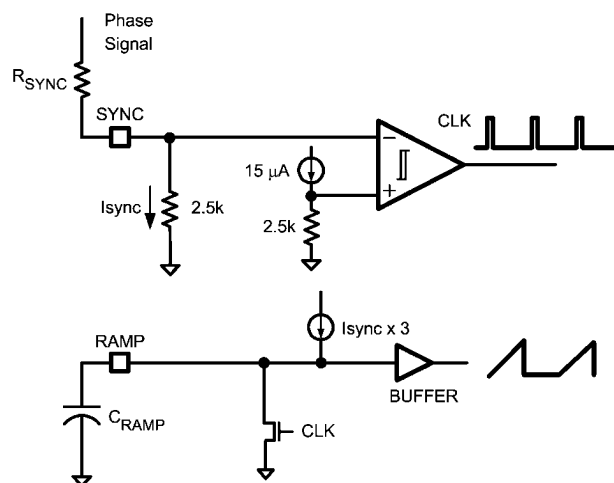 Phase
Signal
RSYNC
SYNC
CLK
15 μA
Isync
2.5k
2.5k
Isync x 3
RAMP
BUFFER
CRAMP
CLK